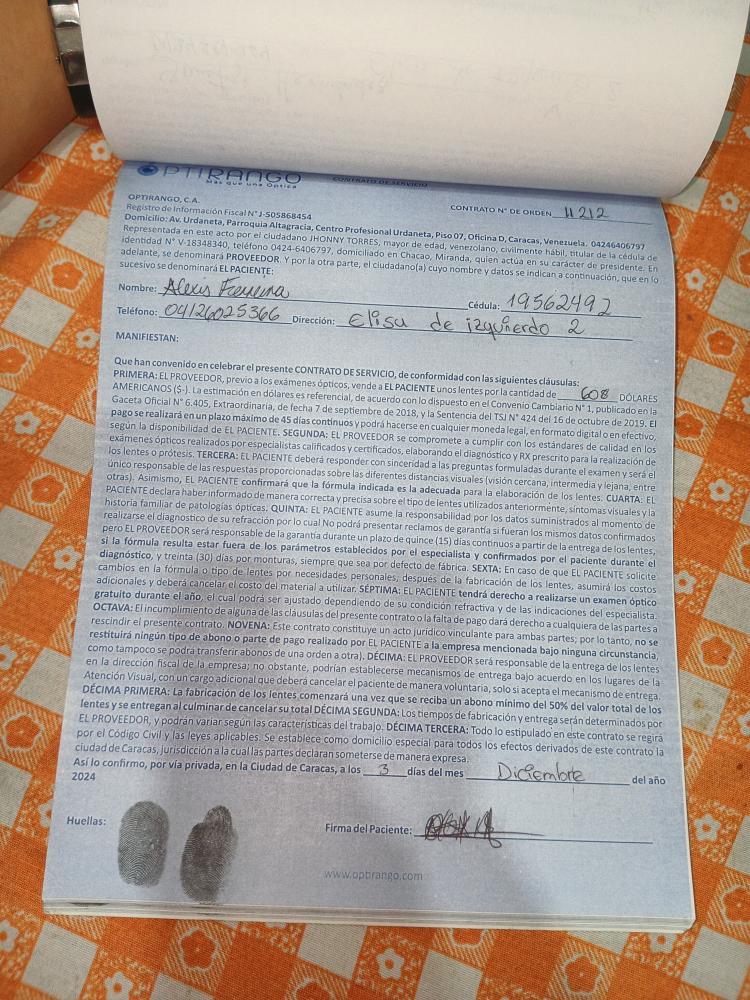 OPTIRANGO
Más que una Óptica
CONTRATO DE SERVICIO
OPTIRANGO, C.A.
CONTRATO N° DE ORDEN 11212
Registro de Información Fiscal N° J-505868454
Domicilio: Av. Urdaneta, Parroquia Altagracia, Centro Profesional Urdaneta, Piso 07, Oficina D, Caracas, Venezuela. 04246406797
Representada en este acto por el ciudadano JHONNY TORRES, mayor de edad, venezolano, civilmente hábil, titular de la cédula de
identidad N° V-18348340, teléfono 0424-6406797, domiciliado en Chacao, Miranda, quien actúa en su carácter de presidente. En
adelante, se denominará PROVEEDOR. Y por la otra parte, el ciudadano(a) cuyo nombre y datos se indican a continuación, que en lo
sucesivo se denominará EL PACIENTE:
Nombre: Alexis Ferreira Cédula: 19562492
Teléfono: 04126025366 Dirección: Elisa de izquierdo 2
MANIFIESTAN:
Que han convenido en celebrar el presente CONTRATO DE SERVICIO, de conformidad con las siguientes cláusulas:
PRIMERA: EL PROVEEDOR, previo a los exámenes ópticos, vende a EL PACIENTE unos lentes por la cantidad de 608 DÓLARES
AMERICANOS ($-). La estimación en dólares es referencial, de acuerdo con lo dispuesto en el Convenio Cambiario N° 1, publicado en la
Gaceta Oficial N° 6.405, Extraordinaria, de fecha 7 de septiembre de 2018, y la Sentencia del TSJ N° 424 del 16 de octubre de 2019. El
pago se realizará en un plazo máximo de 45 días continuos y podrá hacerse en cualquier moneda legal, en formato digital o en efectivo,
según la disponibilidad de EL PACIENTE. SEGUNDA: EL PROVEEDOR se compromete a cumplir con los estándares de calidad en los
exámenes ópticos realizados por especialistas calificados y certificados, elaborando el diagnóstico y RX prescrito para la realización de
los lentes o prótesis. TERCERA: EL PACIENTE deberá responder con sinceridad a las preguntas formuladas durante el examen y será el
único responsable de las respuestas proporcionadas sobre las diferentes distancias visuales (visión cercana, intermedia y lejana, entre
otras). Asimismo, EL PACIENTE confirmará que la fórmula indicada es la adecuada para la elaboración de los lentes. CUARTA: EL
PACIENTE declara haber informado de manera correcta y precisa sobre el tipo de lentes utilizados anteriormente, síntomas visuales y la
historia familiar de patologías ópticas. QUINTA: EL PACIENTE asume la responsabilidad por los datos suministrados al momento de
realizarse el diagnostico de su refracción por lo cual No podrá presentar reclamos de garantía si fueran los mismos datos confirmados
pero EL PROVEEDOR será responsable de la garantía durante un plazo de quince (15) días continuos a partir de la entrega de los lentes,
si la fórmula resulta estar fuera de los parámetros establecidos por el especialista y confirmados por el paciente durante el
diagnóstico, y treinta (30) días por monturas, siempre que sea por defecto de fábrica. SEXTA: En caso de que EL PACIENTE solicite
cambios en la fórmula o tipo de lentes por necesidades personales, después de la fabricación de los lentes, asumirá los costos
adicionales y deberá cancelar el costo del material a utilizar. SÉPTIMA: EL PACIENTE tendrá derecho a realizarse un examen óptico
gratuito durante el año, el cual podrá ser ajustado dependiendo de su condición refractiva y de las indicaciones del especialista.
OCTAVA: El incumplimiento de alguna de las cláusulas del presente contrato o la falta de pago dará derecho a cualquiera de las partes a
rescindir el presente contrato. NOVENA: Este contrato constituye un acto jurídico vinculante para ambas partes; por lo tanto, no se
restituirá ningún tipo de abono o parte de pago realizado por EL PACIENTE a la empresa mencionada bajo ninguna circunstancia,
como tampoco se podrá transferir abonos de una orden a otra). DÉCIMA: EL PROVEEDOR será responsable de la entrega de los lentes
en la dirección fiscal de la empresa; no obstante, podrían establecerse mecanismos de entrega bajo acuerdo en los lugares de la
Atención Visual, con un cargo adicional que deberá cancelar el paciente de manera voluntaria, solo si acepta el mecanismo de entrega.
DÉCIMA PRIMERA: La fabricación de los lentes comenzará una vez que se reciba un abono mínimo del 50% del valor total de los
lentes y se entregan al culminar de cancelar su total DÉCIMA SEGUNDA: Los tiempos de fabricación y entrega serán determinados por
EL PROVEEDOR, y podrán variar según las características del trabajo. DÉCIMA TERCERA: Todo lo estipulado en este contrato se regirá
por el Código Civil y las leyes aplicables. Se establece como domicilio especial para todos los efectos derivados de este contrato la
ciudad de Caracas, jurisdicción a la cual las partes declaran someterse de manera expresa.
Así lo confirmo, por vía privada, en la Ciudad de Caracas, a los 3 días del mes Diciembre del año
2024
Huellas:
Firma del Paciente:
www.optirango.com